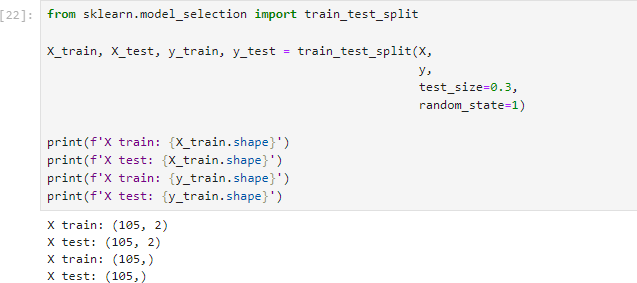 [22]:
from sklearn.model_selection import train_test_split
X_train, X_test, y_train, y_test = train_test_split(X,
y,
test_size=0.3,
random_state=1)
print(f'X train: {X_train.shape}')
print(f'X test: {X_train.shape}')
print(f'X train: {y_train.shape}')
print(f'X test: {y_train.shape}')
X train: (105, 2)
X test: (105, 2)
X train: (105,)
X test: (105,)